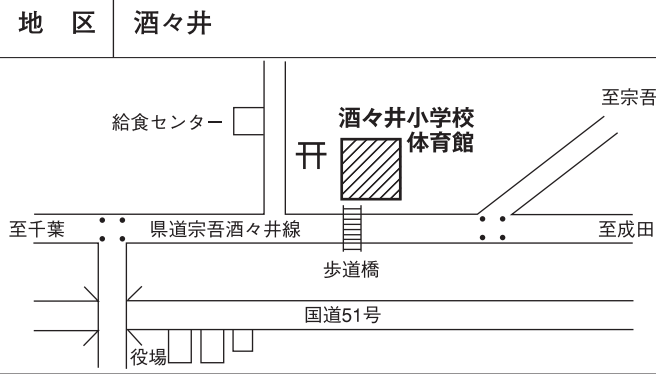 地 区 酒々井
至宗吾
給食センター
酒々井小学校
体育館
至千葉
県道宗吾酒々井線
至成田
歩道橋
国道51号
役場